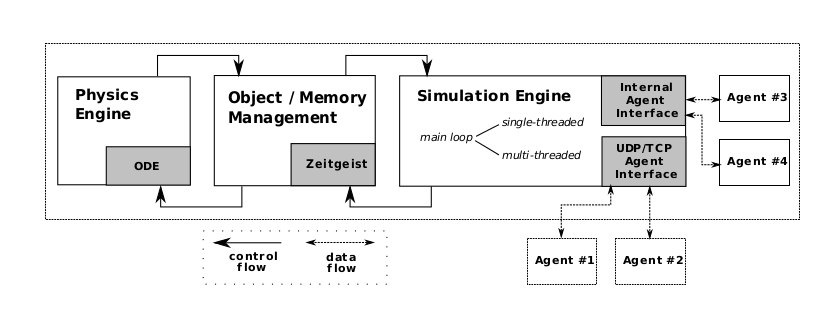 Physics
Engine
ODE
Object / Memory
Management
Zeitgeist
Simulation Engine
main loop
single-threaded
multi-threaded
Internal
Agent
Interface
UDP/TCP
Agent
Interface
Agent #3
Agent #4
Agent #1
Agent #2
control
flow
data
flow